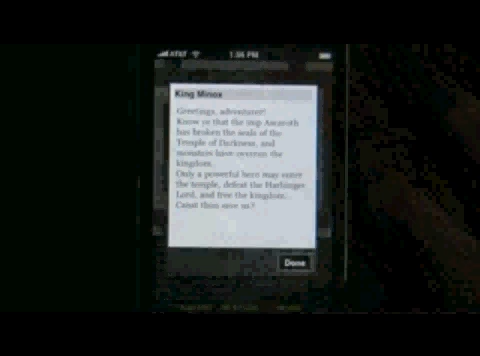 AT&T 1:06 PM
King Minos
Greetings, adventurer!
Know ye that the imp Ascaroth
has broken the seals of the
Temple of Darkness, and
monsters have overrun the
kingdom.
Only a powerful hero may enter
the temple, defeat the Harbinger
Lord, and free the kingdom...
Canst thou save us?
Done